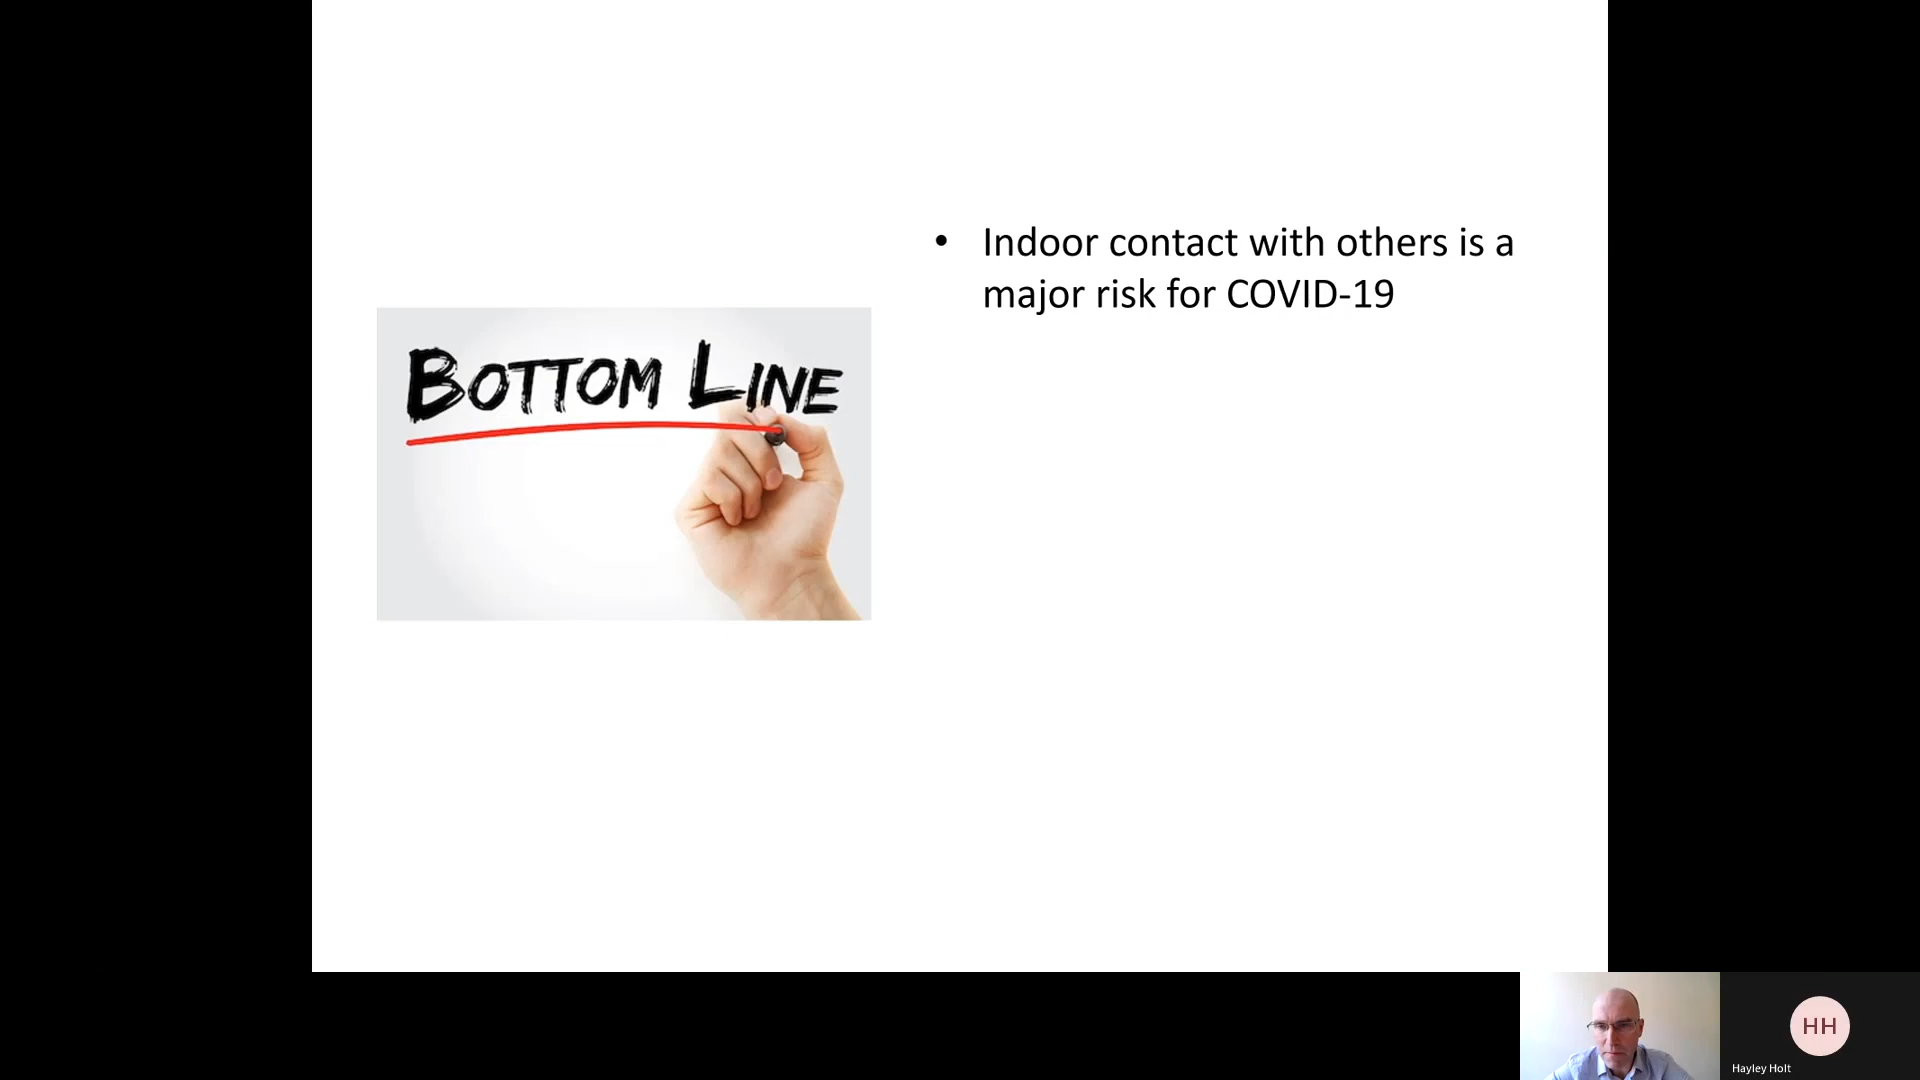 BOTTOM LINE
• Indoor contact with others is a
major risk for COVID-19
HH
Hayley Holt